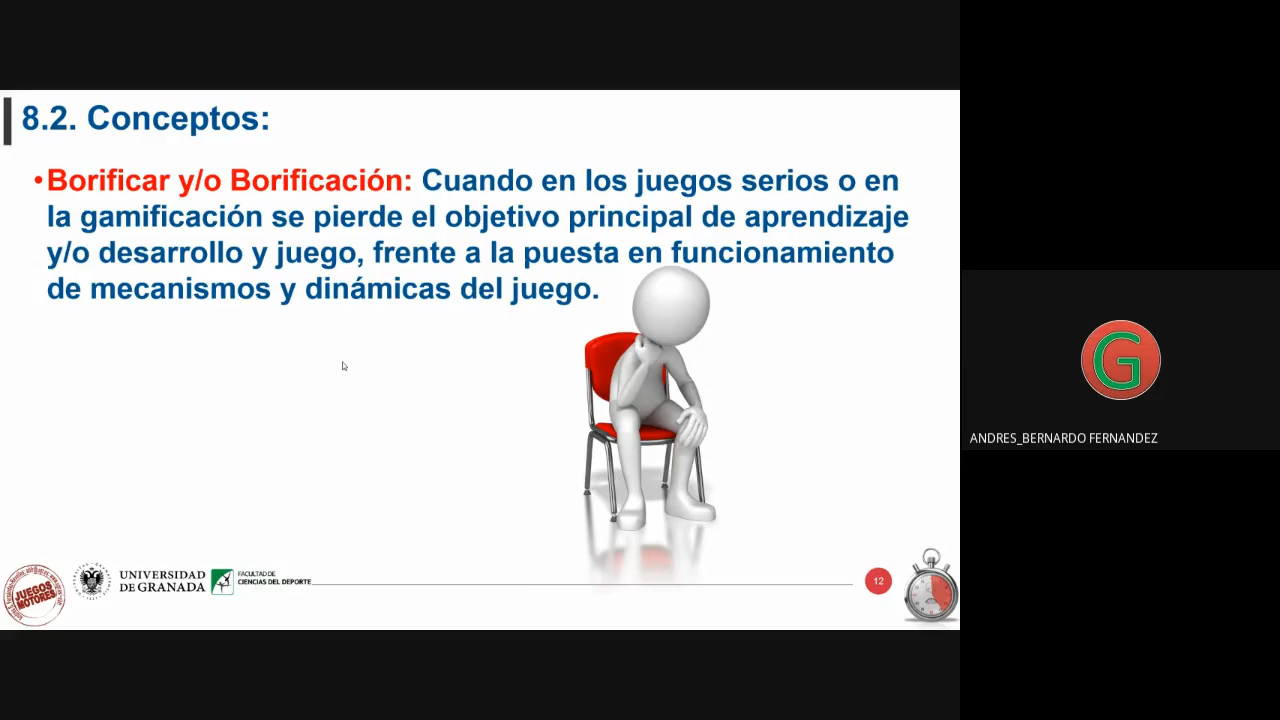 8.2. Conceptos:
•Borificar y/o Borificación: Cuando en los juegos serios o en
la gamificación se pierde el objetivo principal de aprendizaje
y/o desarrollo y juego, frente a la puesta en funcionamiento
de mecanismos y dinámicas del juego.
G
ANDRES_BERNARDO FERNANDEZ
JUEGOS
MOTORES
UNIVERSIDAD
DE GRANADA
FACULTAD DE
CIENCIAS DEL DEPORTE
12